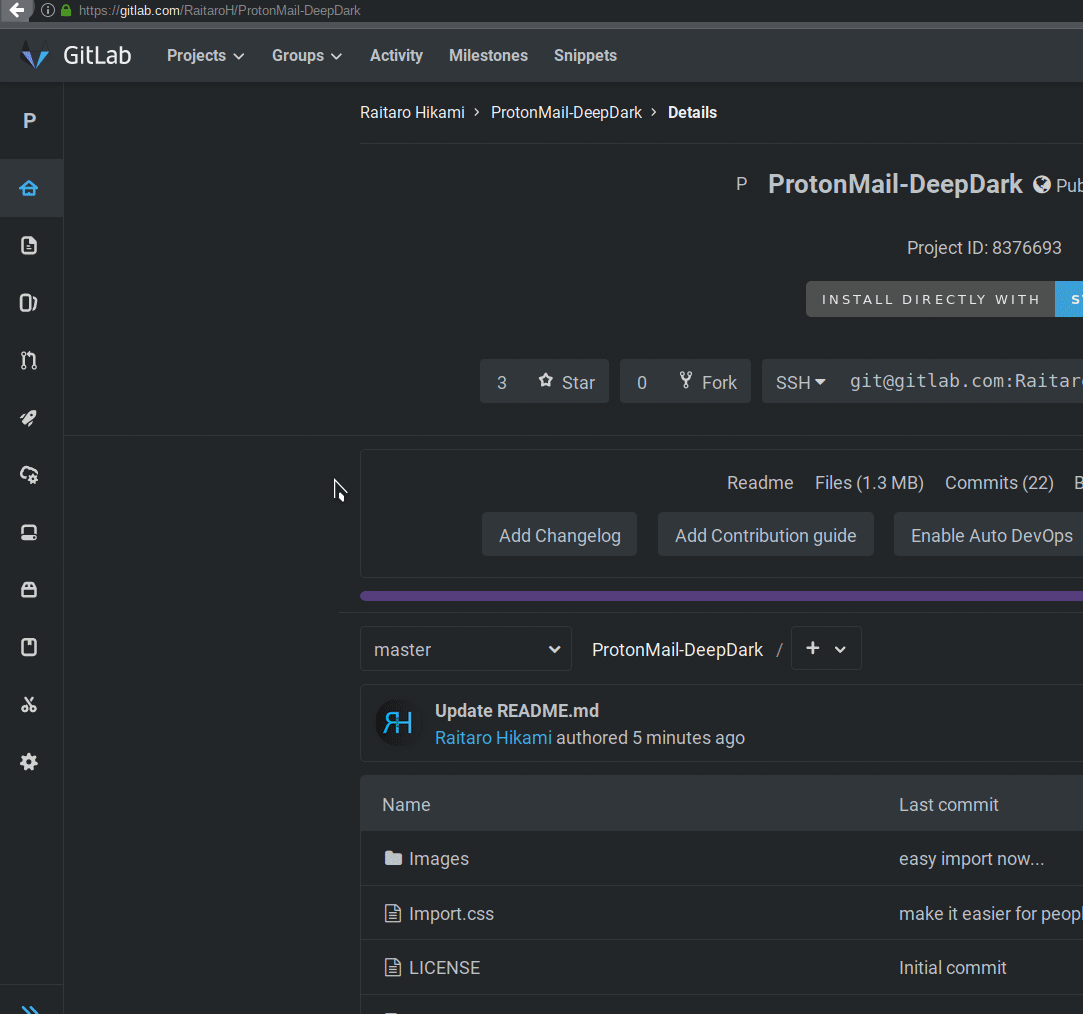 https://gitlab.com/RaitaroH/ProtonMail-DeepDark
GitLab Projects Groups Activity Milestones Snippets
P
Raitaro Hikami › ProtonMail-DeepDark › Details
P ProtonMail-DeepDark Pub
Project ID: 8376693
INSTALL DIRECTLY WITH
3 Star 0 Fork SSH git@gitlab.com:Raitar
Readme Files (1.3 MB) Commits (22) B
Add Changelog Add Contribution guide Enable Auto DevOps
master ProtonMail-DeepDark / +
ЯH Update README.md
Raitaro Hikami authored 5 minutes ago
Name Last commit
Images easy import now...
Import.css make it easier for peopl
LICENSE Initial commit